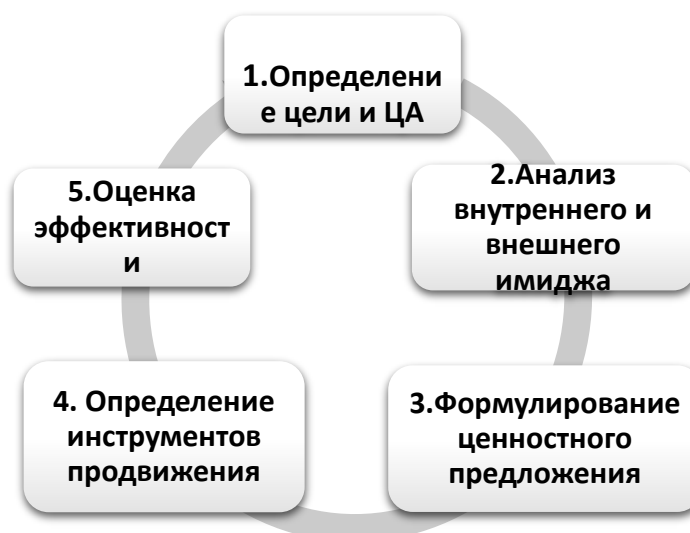 1.Определени
е цели и ЦА
2.Анализ
внутреннего и
внешнего
имиджа
3.Формулирование
ценностного
предложения
4. Определение
инструментов
продвижения
5.Оценка
эффективност
и